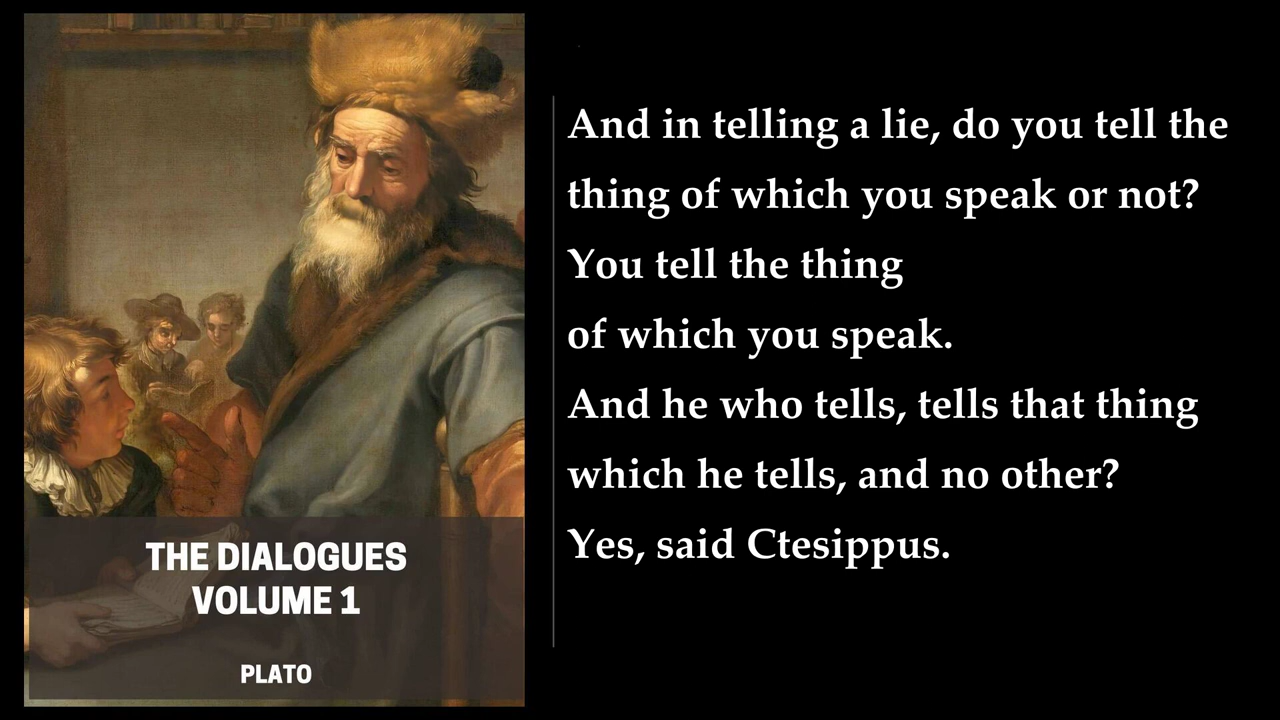 THE DIALOGUES
VOLUME 1
PLATO
And in telling a lie, do you tell the
thing of which you speak or not?
You tell the thing
of which you speak.
And he who tells, tells that thing
which he tells, and no other?
Yes, said Ctesippus.